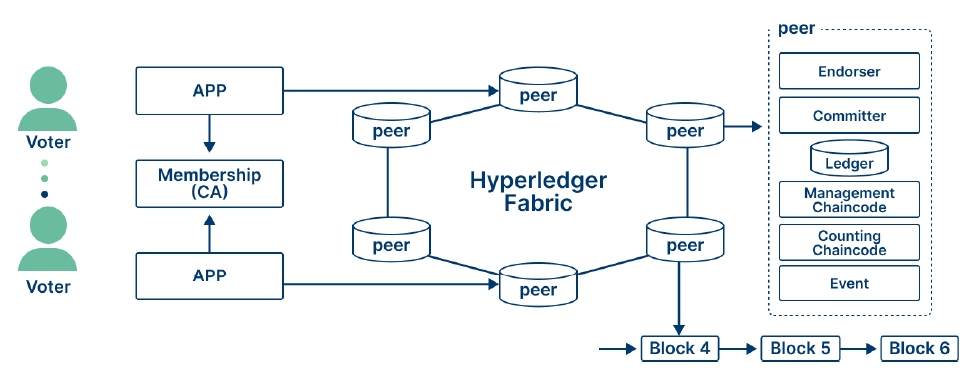 Voter
Voter
APP
Membership
(CA)
APP
peer
peer
peer
Hyperledger
Fabric
peer
peer
peer
peer
Endorser
Committer
Ledger
Management
Chaincode
Counting
Chaincode
Event
Block 4
Block 5
Block 6